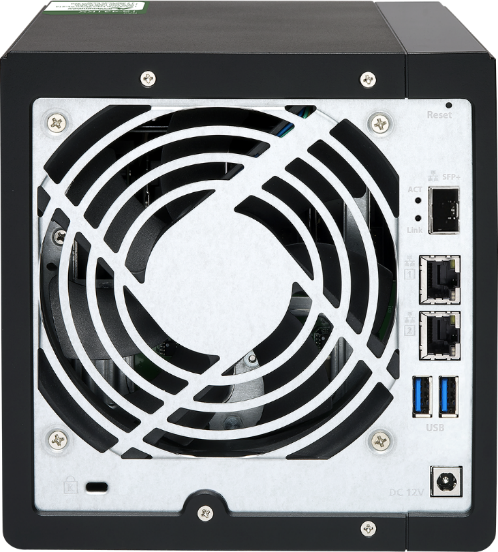 Reset
SFP+
ACT
Link
1
2
USB
DC 12V